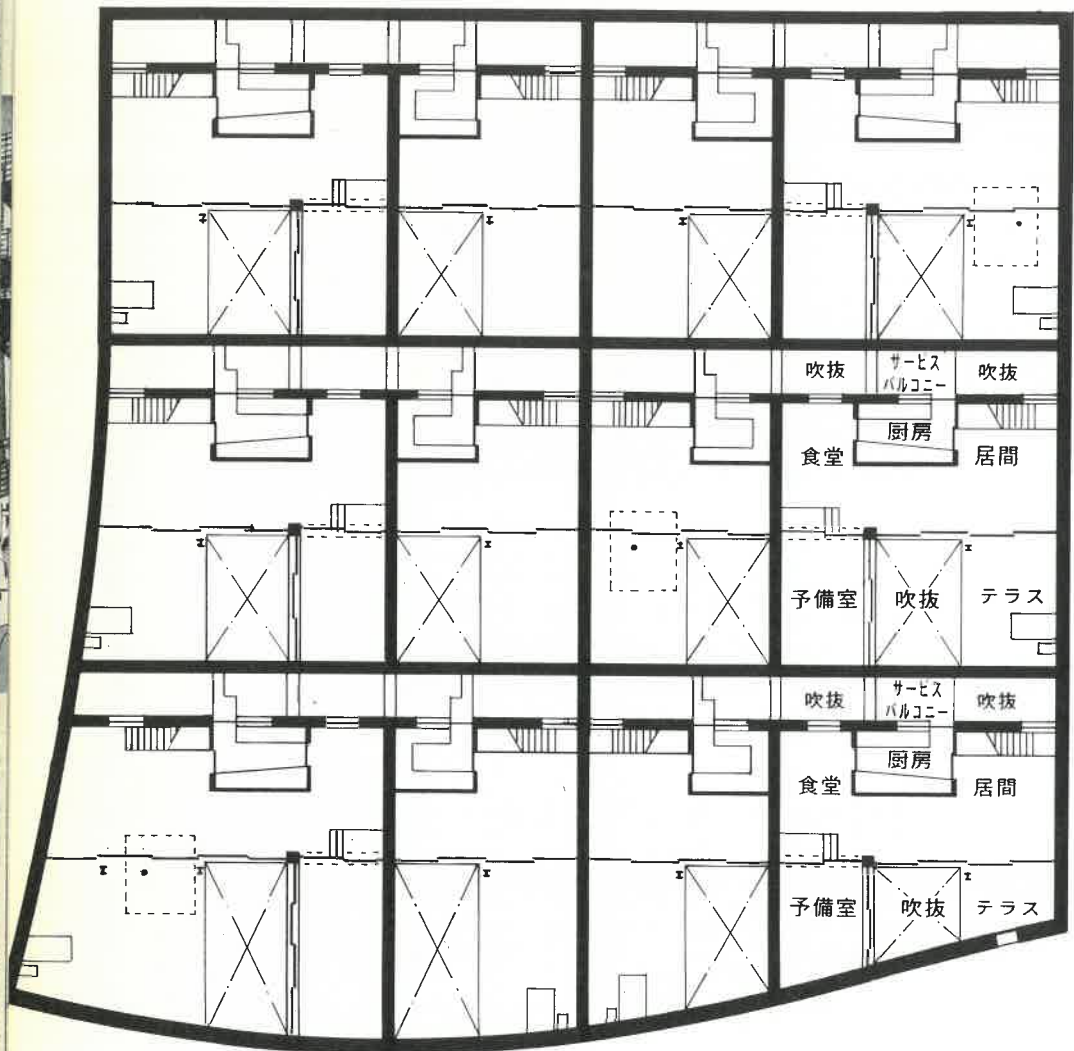 吹抜
サービス
バルコニー
吹抜
厨房
食堂
居間
予備室
吹抜
テラス
吹抜
サービス
バルコニー
吹抜
厨房
食堂
居間
予備室
吹抜
テラス